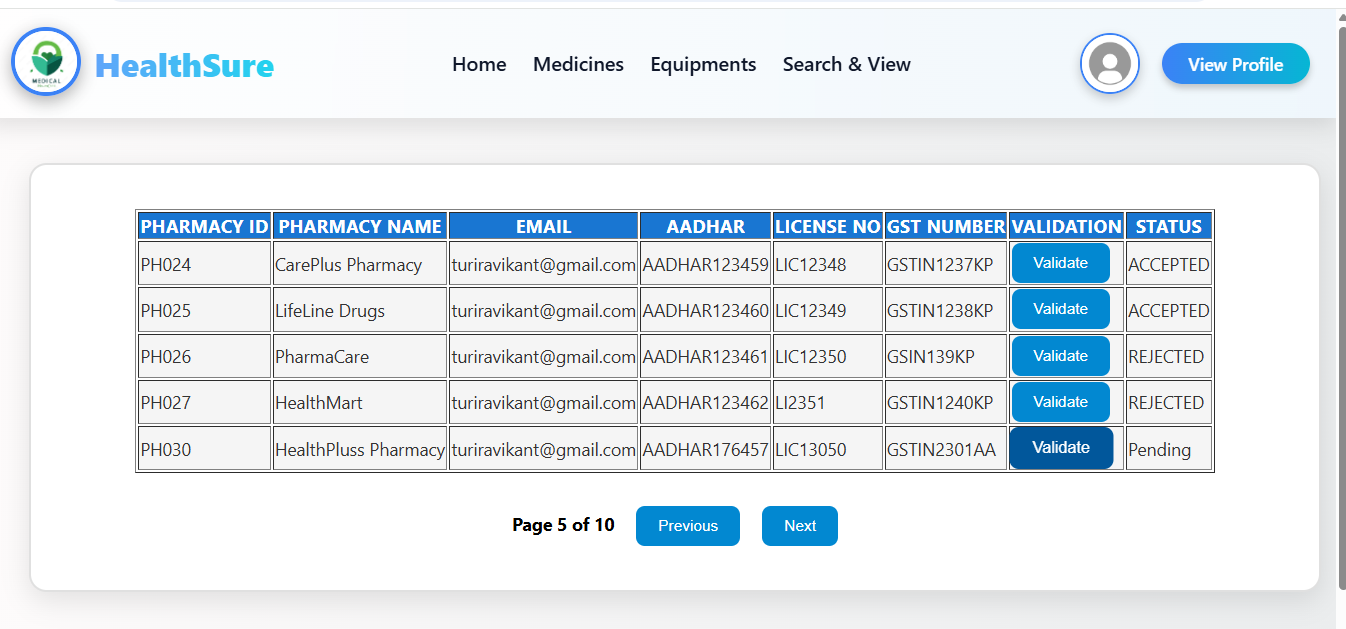 MEDICAL
HealthSure
Home Medicines Equipments Search & View
View Profile
PHARMACY ID PHARMACY NAME EMAIL AADHAR LICENSE NO GST NUMBER VALIDATION STATUS
PH024 CarePlus Pharmacy turiravikant@gmail.com AADHAR123459 LIC12348 GSTIN1237KP Validate ACCEPTED
PH025 LifeLine Drugs turiravikant@gmail.com AADHAR123460 LIC12349 GSTIN1238KP Validate ACCEPTED
PH026 PharmaCare turiravikant@gmail.com AADHAR123461 LIC12350 GSIN139KP Validate REJECTED
PH027 HealthMart turiravikant@gmail.com AADHAR123462 LI2351 GSTIN1240KP Validate REJECTED
PH030 HealthPluss Pharmacy turiravikant@gmail.com AADHAR176457 LIC13050 GSTIN2301AA Validate Pending
Page 5 of 10 Previous Next